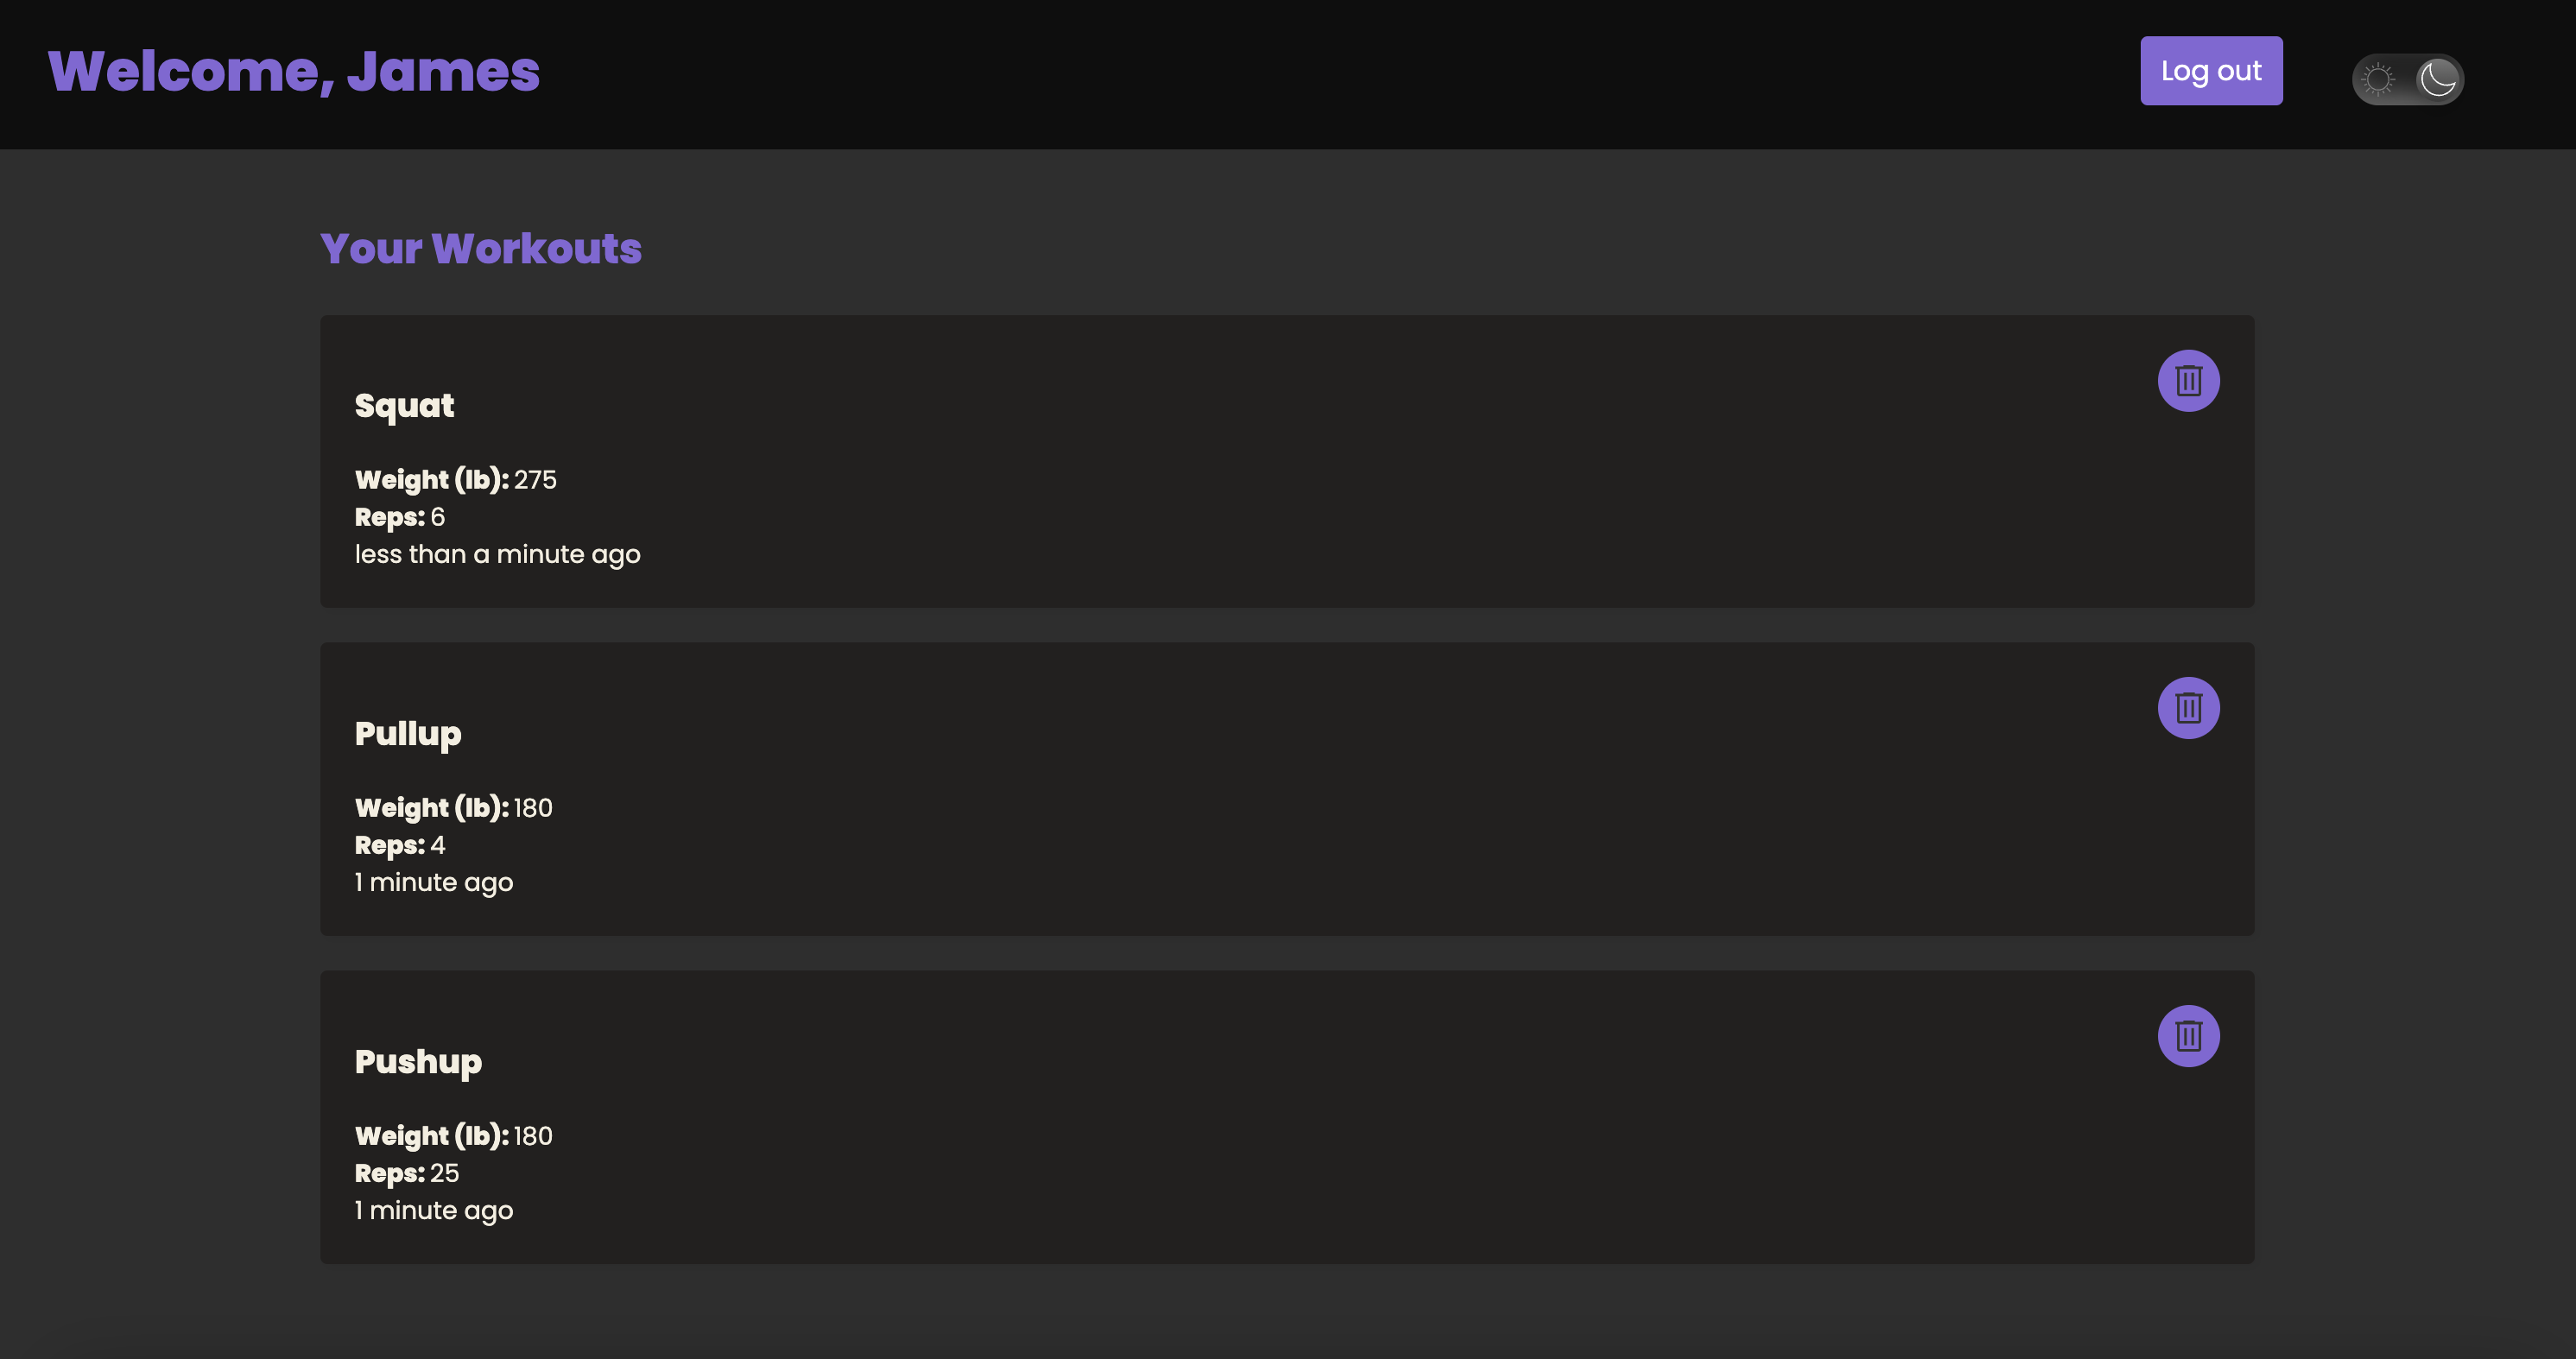 Welcome, James
Log out
Your Workouts
Squat
Weight (lb): 275
Reps: 6
less than a minute ago
Pullup
Weight (lb): 180
Reps: 4
1 minute ago
Pushup
Weight (lb): 180
Reps: 25
1 minute ago